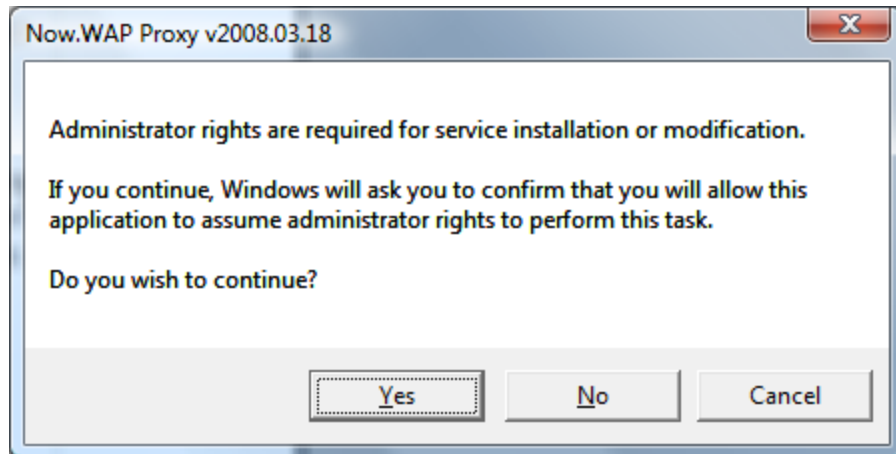 Now.WAP Proxy v2008.03.18
Administrator rights are required for service installation or modification.
If you continue, Windows will ask you to confirm that you will allow this
application to assume administrator rights to perform this task.
Do you wish to continue?
Yes
No
Cancel